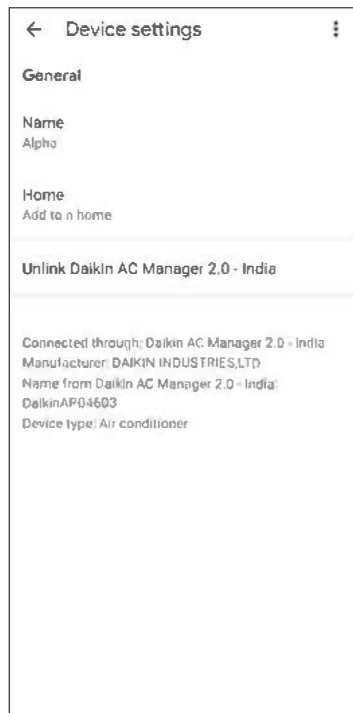 Device settings
General
Name
Alpha
Home
Add to a home
Unlink Daikin AC Manager 2.0 - India
Connected through: Daikin AC Manager 2.0 - India
Manufacturer: DAIKIN INDUSTRIES,LTD
Name from Daikin AC Manager 2.0 - India:
DaikinAP04603
Device type: Air conditioner